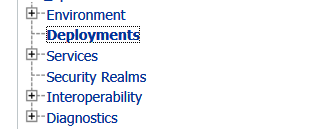 Environment
Deployments
Services
Security Realms
Interoperability
Diagnostics